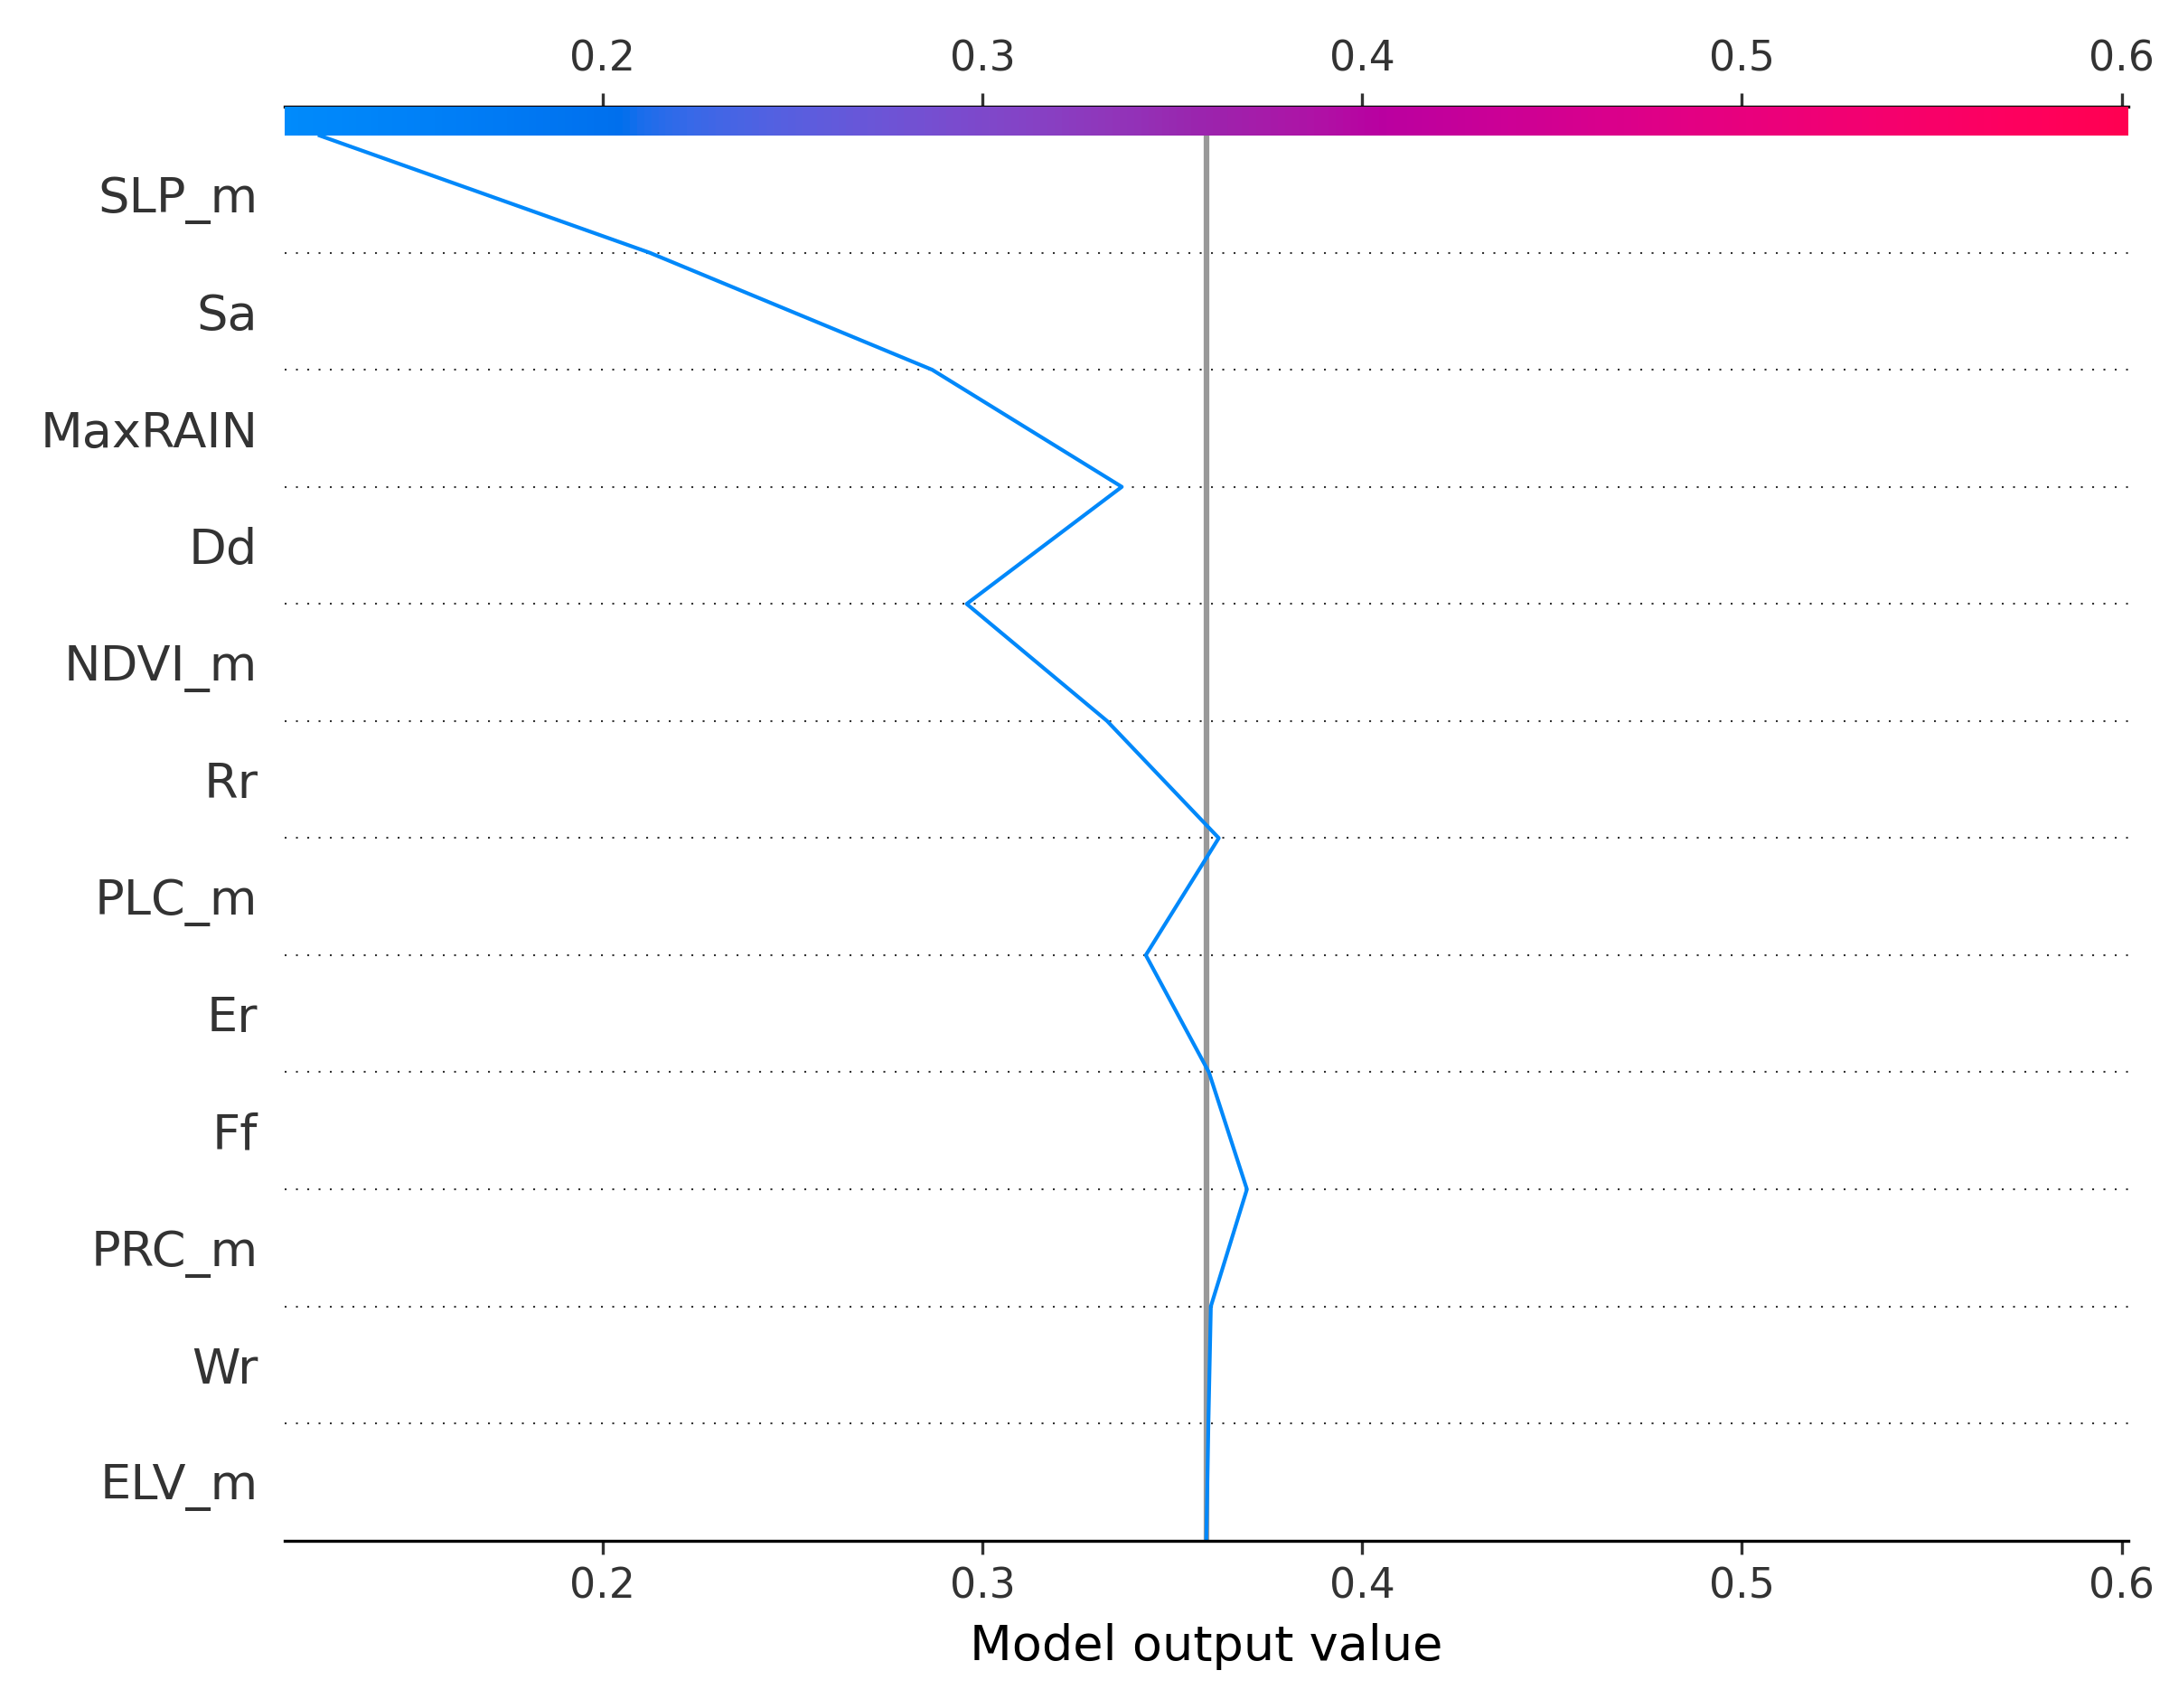 0.2 0.3 0.4 0.5 0.6
SLP_m
Sa
MaxRAIN
Dd
NDVI_m
Rr
PLC_m
Er
Ff
PRC_m
Wr
ELV_m
0.2 0.3 0.4 0.5 0.6
Model output value